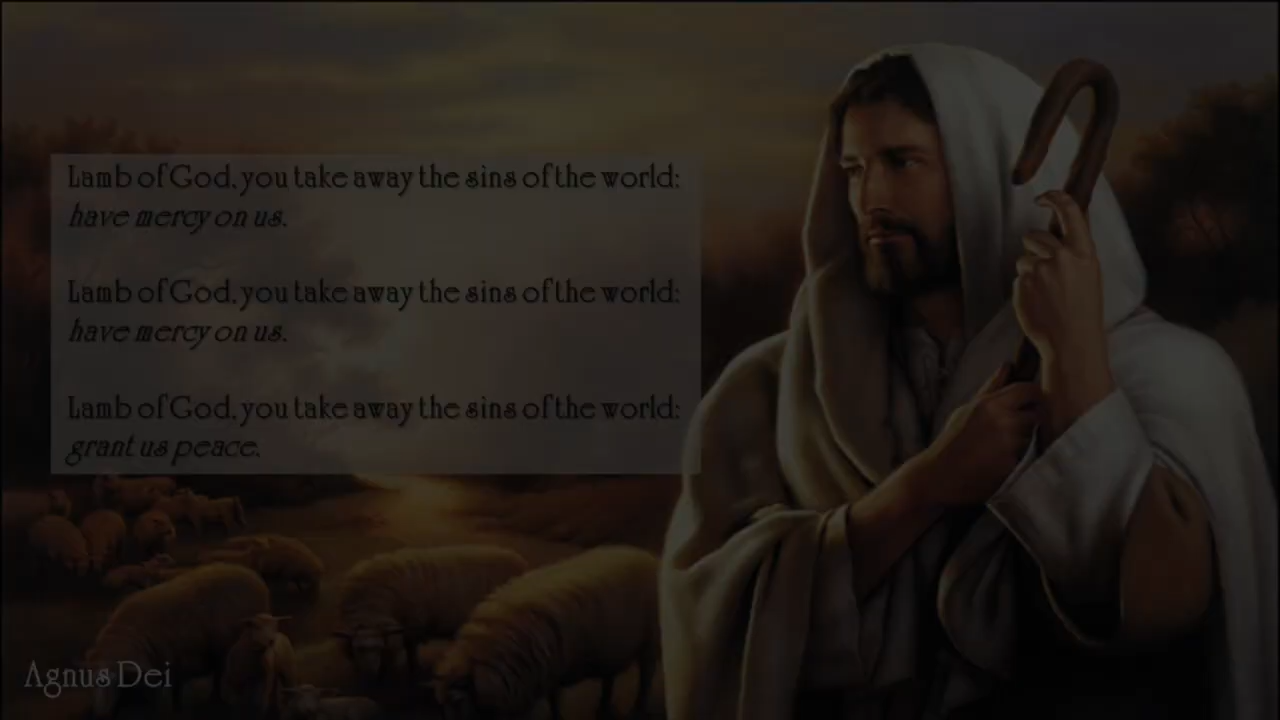 Lamb of God, you take away the sins of the world:
have mercy on us.
Lamb of God, you take away the sins of the world:
have mercy on us.
Lamb of God, you take away the sins of the world:
grant us peace.
Agnus Dei